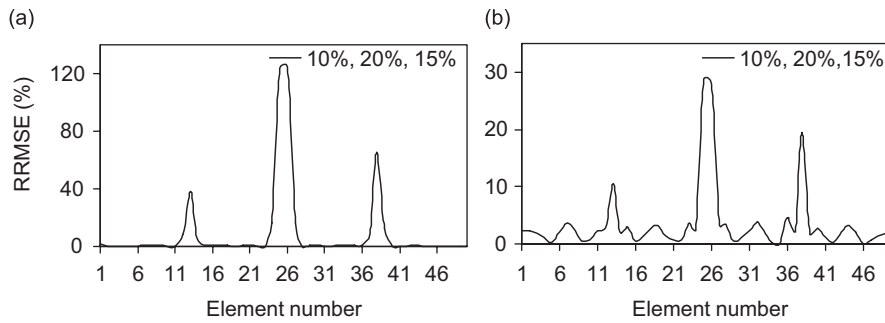 (a)
10%, 20%, 15%
RRMSE (%)
120
80
40
0
1 6 11 16 21 26 31 36 41 46
Element number
(b)
10%, 20%,15%
30
20
10
0
1 6 11 16 21 26 31 36 41 46
Element number